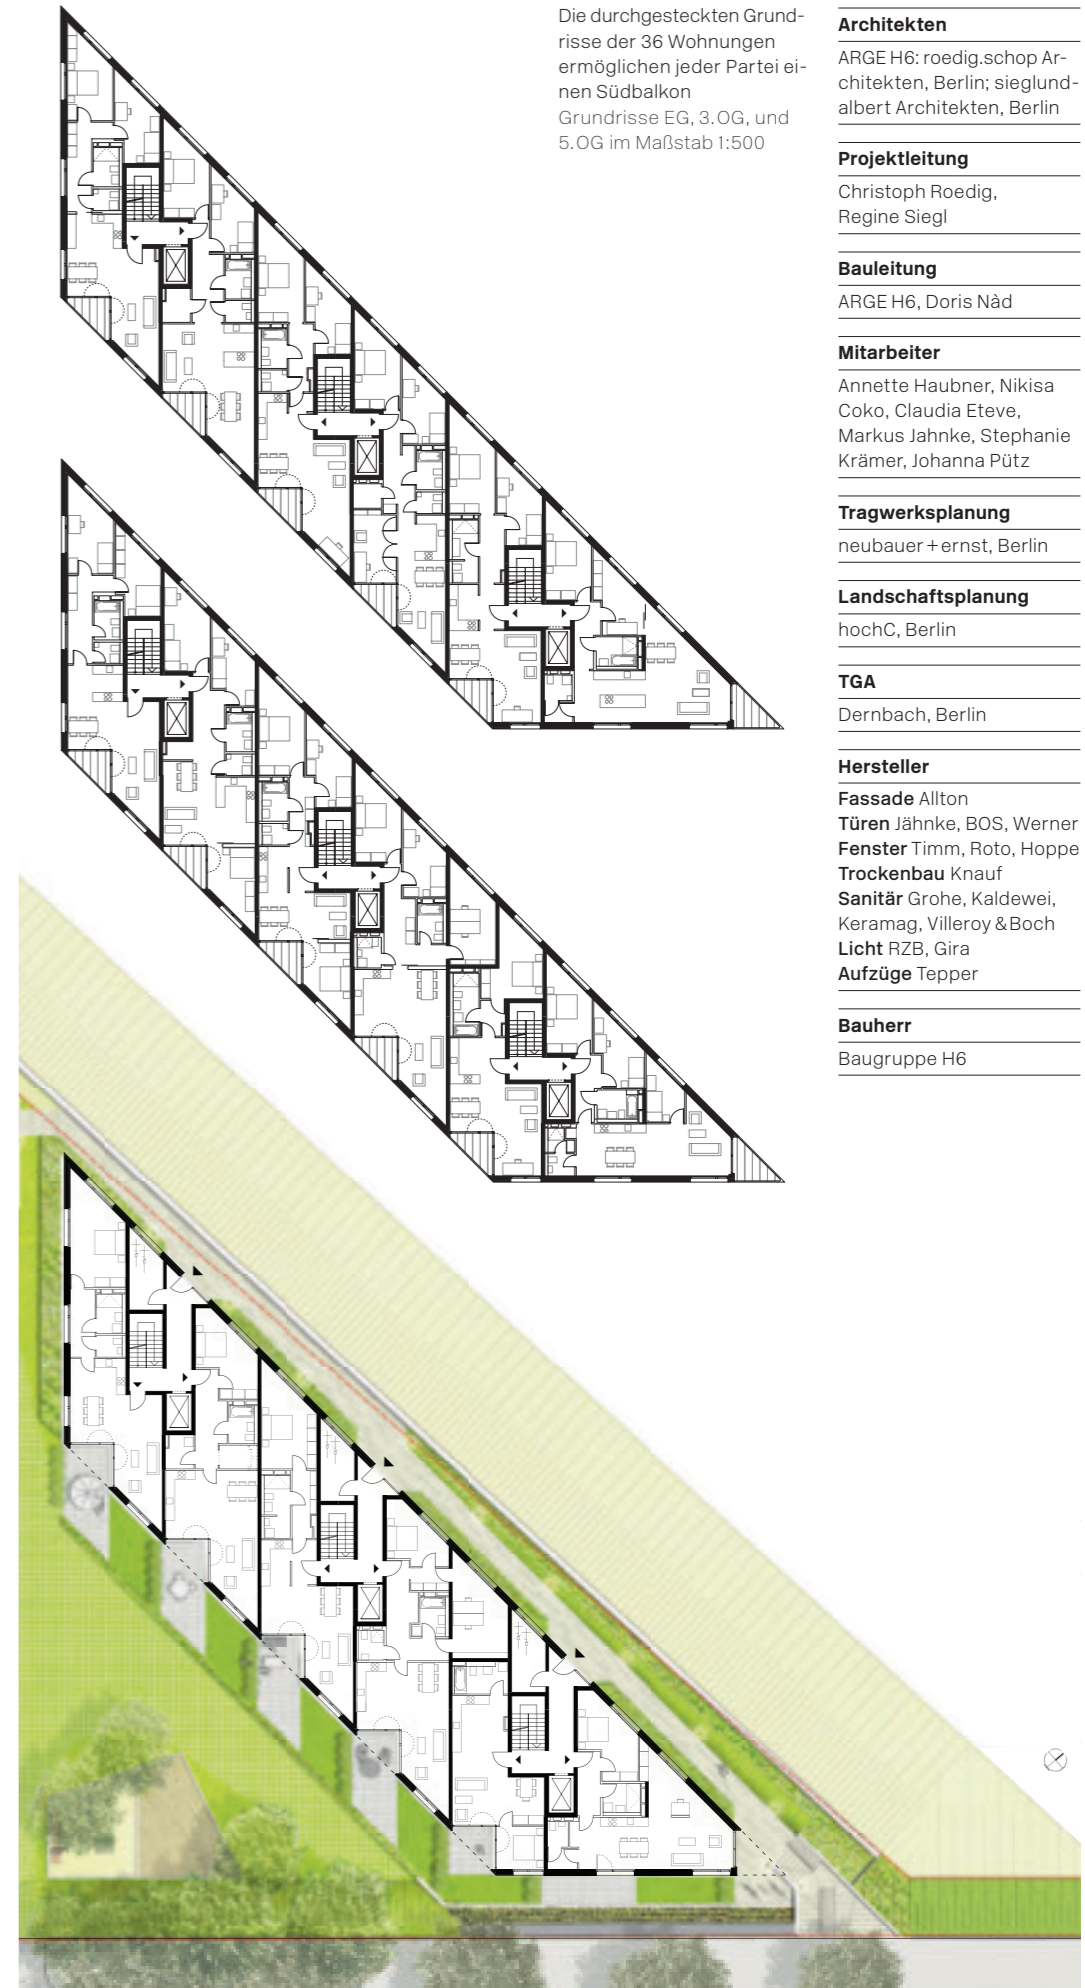 Die durchgesteckten Grund-
risse der 36 Wohnungen
ermöglichen jeder Partei ei-
nen Südbalkon
Grundrisse EG, 3. OG, und
5. OG im Maßstab 1:500
Architekten
ARGE H6: roedig.schop Ar-
chitekten, Berlin; sieglund-
albert Architekten, Berlin
Projektleitung
Christoph Roedig,
Regine Siegl
Bauleitung
ARGE H6, Doris Nàd
Mitarbeiter
Annette Haubner, Nikisa
Coko, Claudia Eteve,
Markus Jahnke, Stephanie
Krämer, Johanna Pütz
Tragwerksplanung
neubauer + ernst, Berlin
Landschaftsplanung
hochC, Berlin
TGA
Dernbach, Berlin
Hersteller
Fassade Allton
Türen Jähnke, BOS, Werner
Fenster Timm, Roto, Hoppe
Trockenbau Knauf
Sanitär Grohe, Kaldewei,
Keramag, Villeroy & Boch
Licht RZB, Gira
Aufzüge Tepper
Bauherr
Baugruppe H6